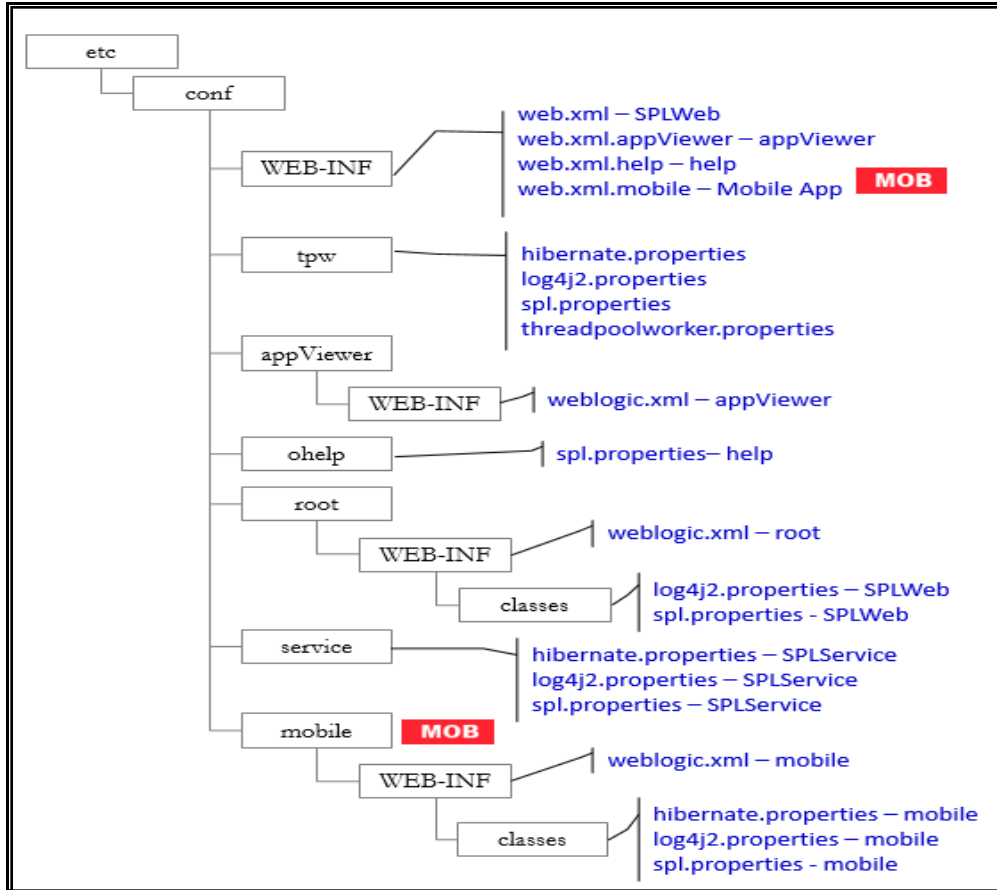 etc
conf
WEB-INF
web.xml – SPLWeb
web.xml.appViewer – appViewer
web.xml.help – help
web.xml.mobile – Mobile App MOB
tpw
hibernate.properties
log4j2.properties
spl.properties
threadpoolworker.properties
appViewer
WEB-INF
weblogic.xml – appViewer
ohelp
spl.properties– help
root
WEB-INF
weblogic.xml – root
classes
log4j2.properties – SPLWeb
spl.properties - SPLWeb
service
hibernate.properties – SPLService
log4j2.properties – SPLService
spl.properties – SPLService
mobile MOB
WEB-INF
weblogic.xml – mobile
classes
hibernate.properties – mobile
log4j2.properties – mobile
spl.properties - mobile